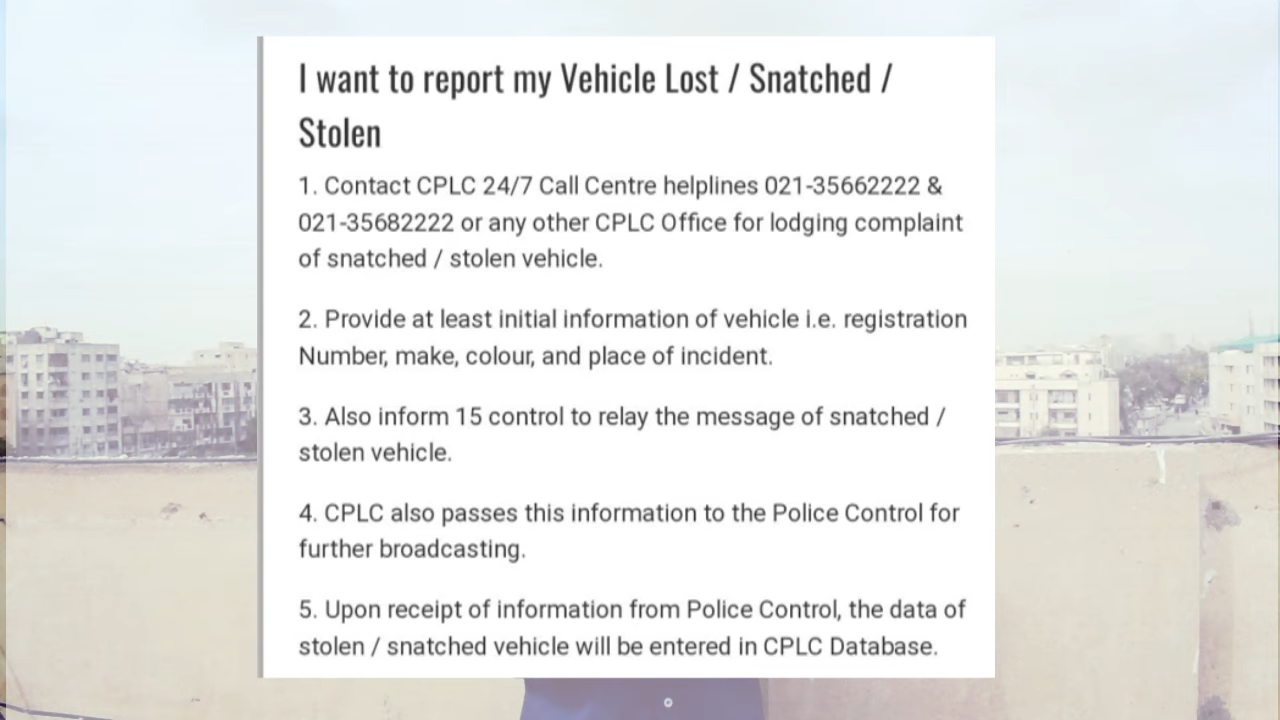 I want to report my Vehicle Lost / Snatched /
Stolen
1. Contact CPLC 24/7 Call Centre helplines 021-35662222 &
021-35682222 or any other CPLC Office for lodging complaint
of snatched / stolen vehicle.
2. Provide at least initial information of vehicle i.e. registration
Number, make, colour, and place of incident.
3. Also inform 15 control to relay the message of snatched /
stolen vehicle.
4. CPLC also passes this information to the Police Control for
further broadcasting.
5. Upon receipt of information from Police Control, the data of
stolen / snatched vehicle will be entered in CPLC Database.